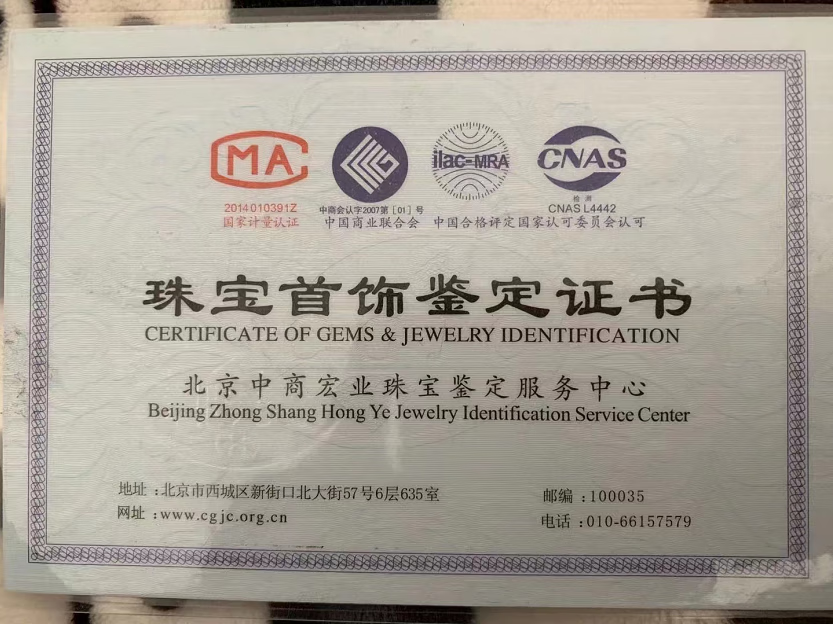 MA
ilac-MRA
CNAS
检测
2014010391Z
中商会认字2007第［01］号
CNAS L4442
国家计量认证
中国商业联合会
中国合格评定国家认可委员会认可
珠宝首饰鉴定证书
CERTIFICATE OF GEMS & JEWELRY IDENTIFICATION
北京中商宏业珠宝鉴定服务中心
Beijing Zhong Shang Hong Ye Jewelry Identification Service Center
地址:北京市西城区新街口北大街57号6层635室
邮编:100035
网址:www.cgjc.org.cn
电话:010-66157579